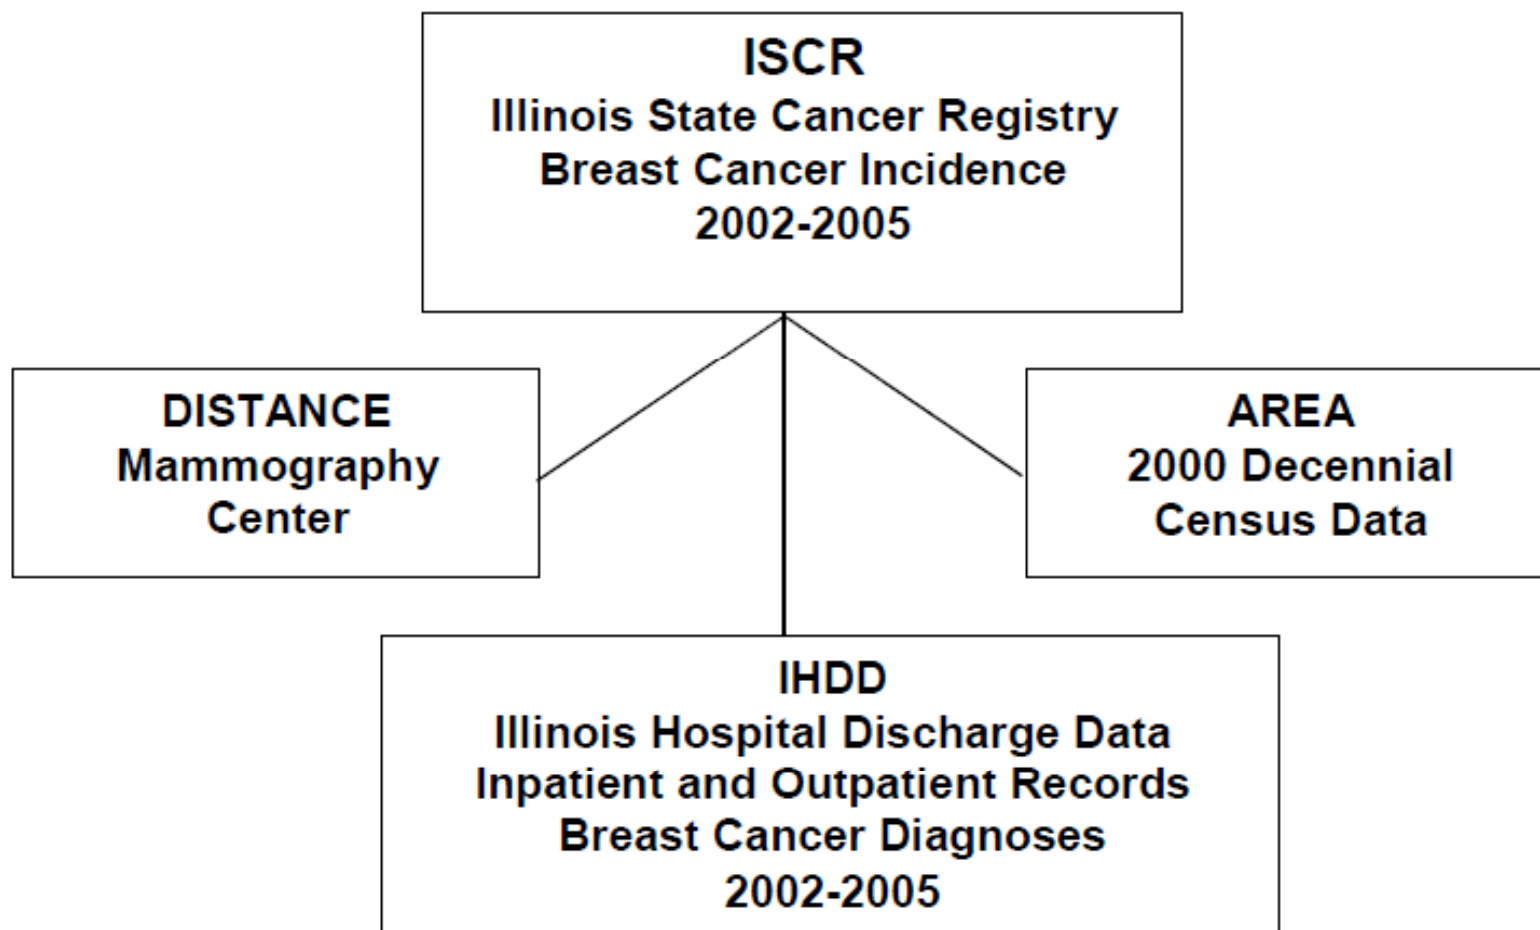 ISCR
Illinois State Cancer Registry
Breast Cancer Incidence
2002-2005
DISTANCE
Mammography
Center
AREA
2000 Decennial
Census Data
IHDD
Illinois Hospital Discharge Data
Inpatient and Outpatient Records
Breast Cancer Diagnoses
2002-2005